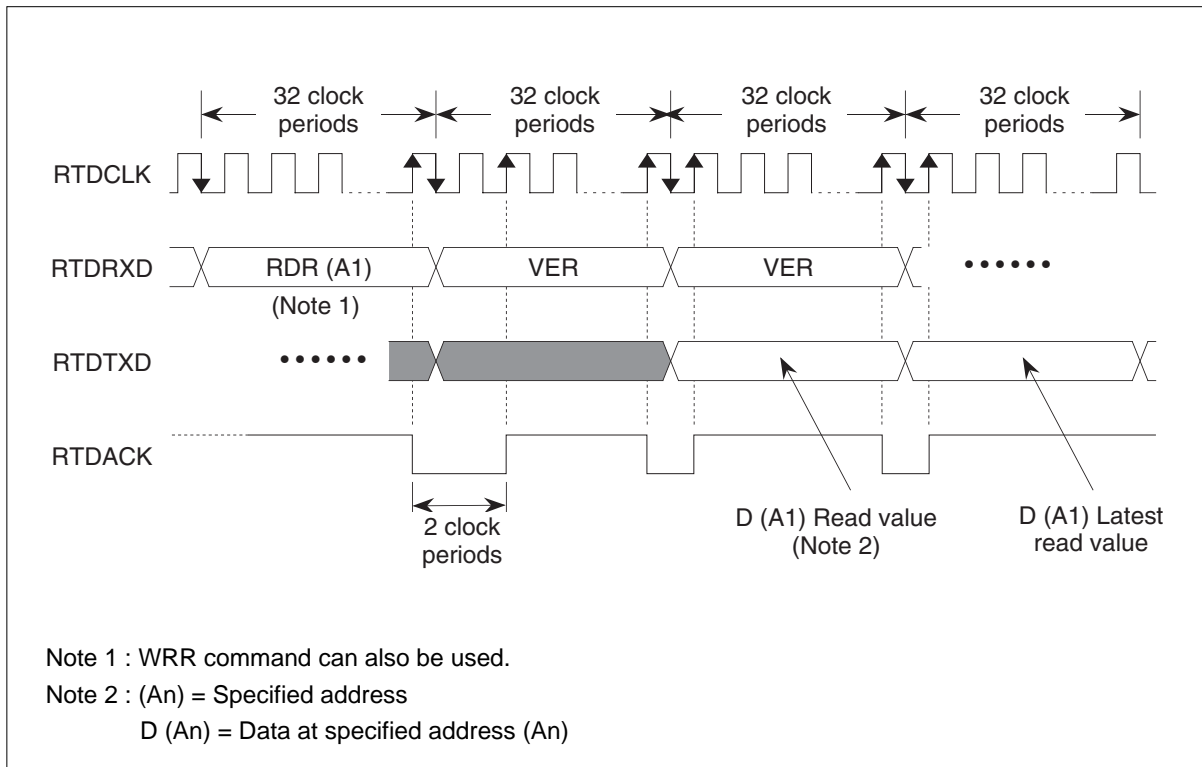 32 clock
periods
32 clock
periods
32 clock
periods
32 clock
periods
RTDCLK
RTDRXD
RDR (A1)
(Note 1)
VER
VER
RTDTXD
RTDACK
2 clock
periods
D (A1) Read value
(Note 2)
D (A1) Latest
read value
Note 1 : WRR command can also be used.
Note 2 : (An) = Specified address
D (An) = Data at specified address (An)